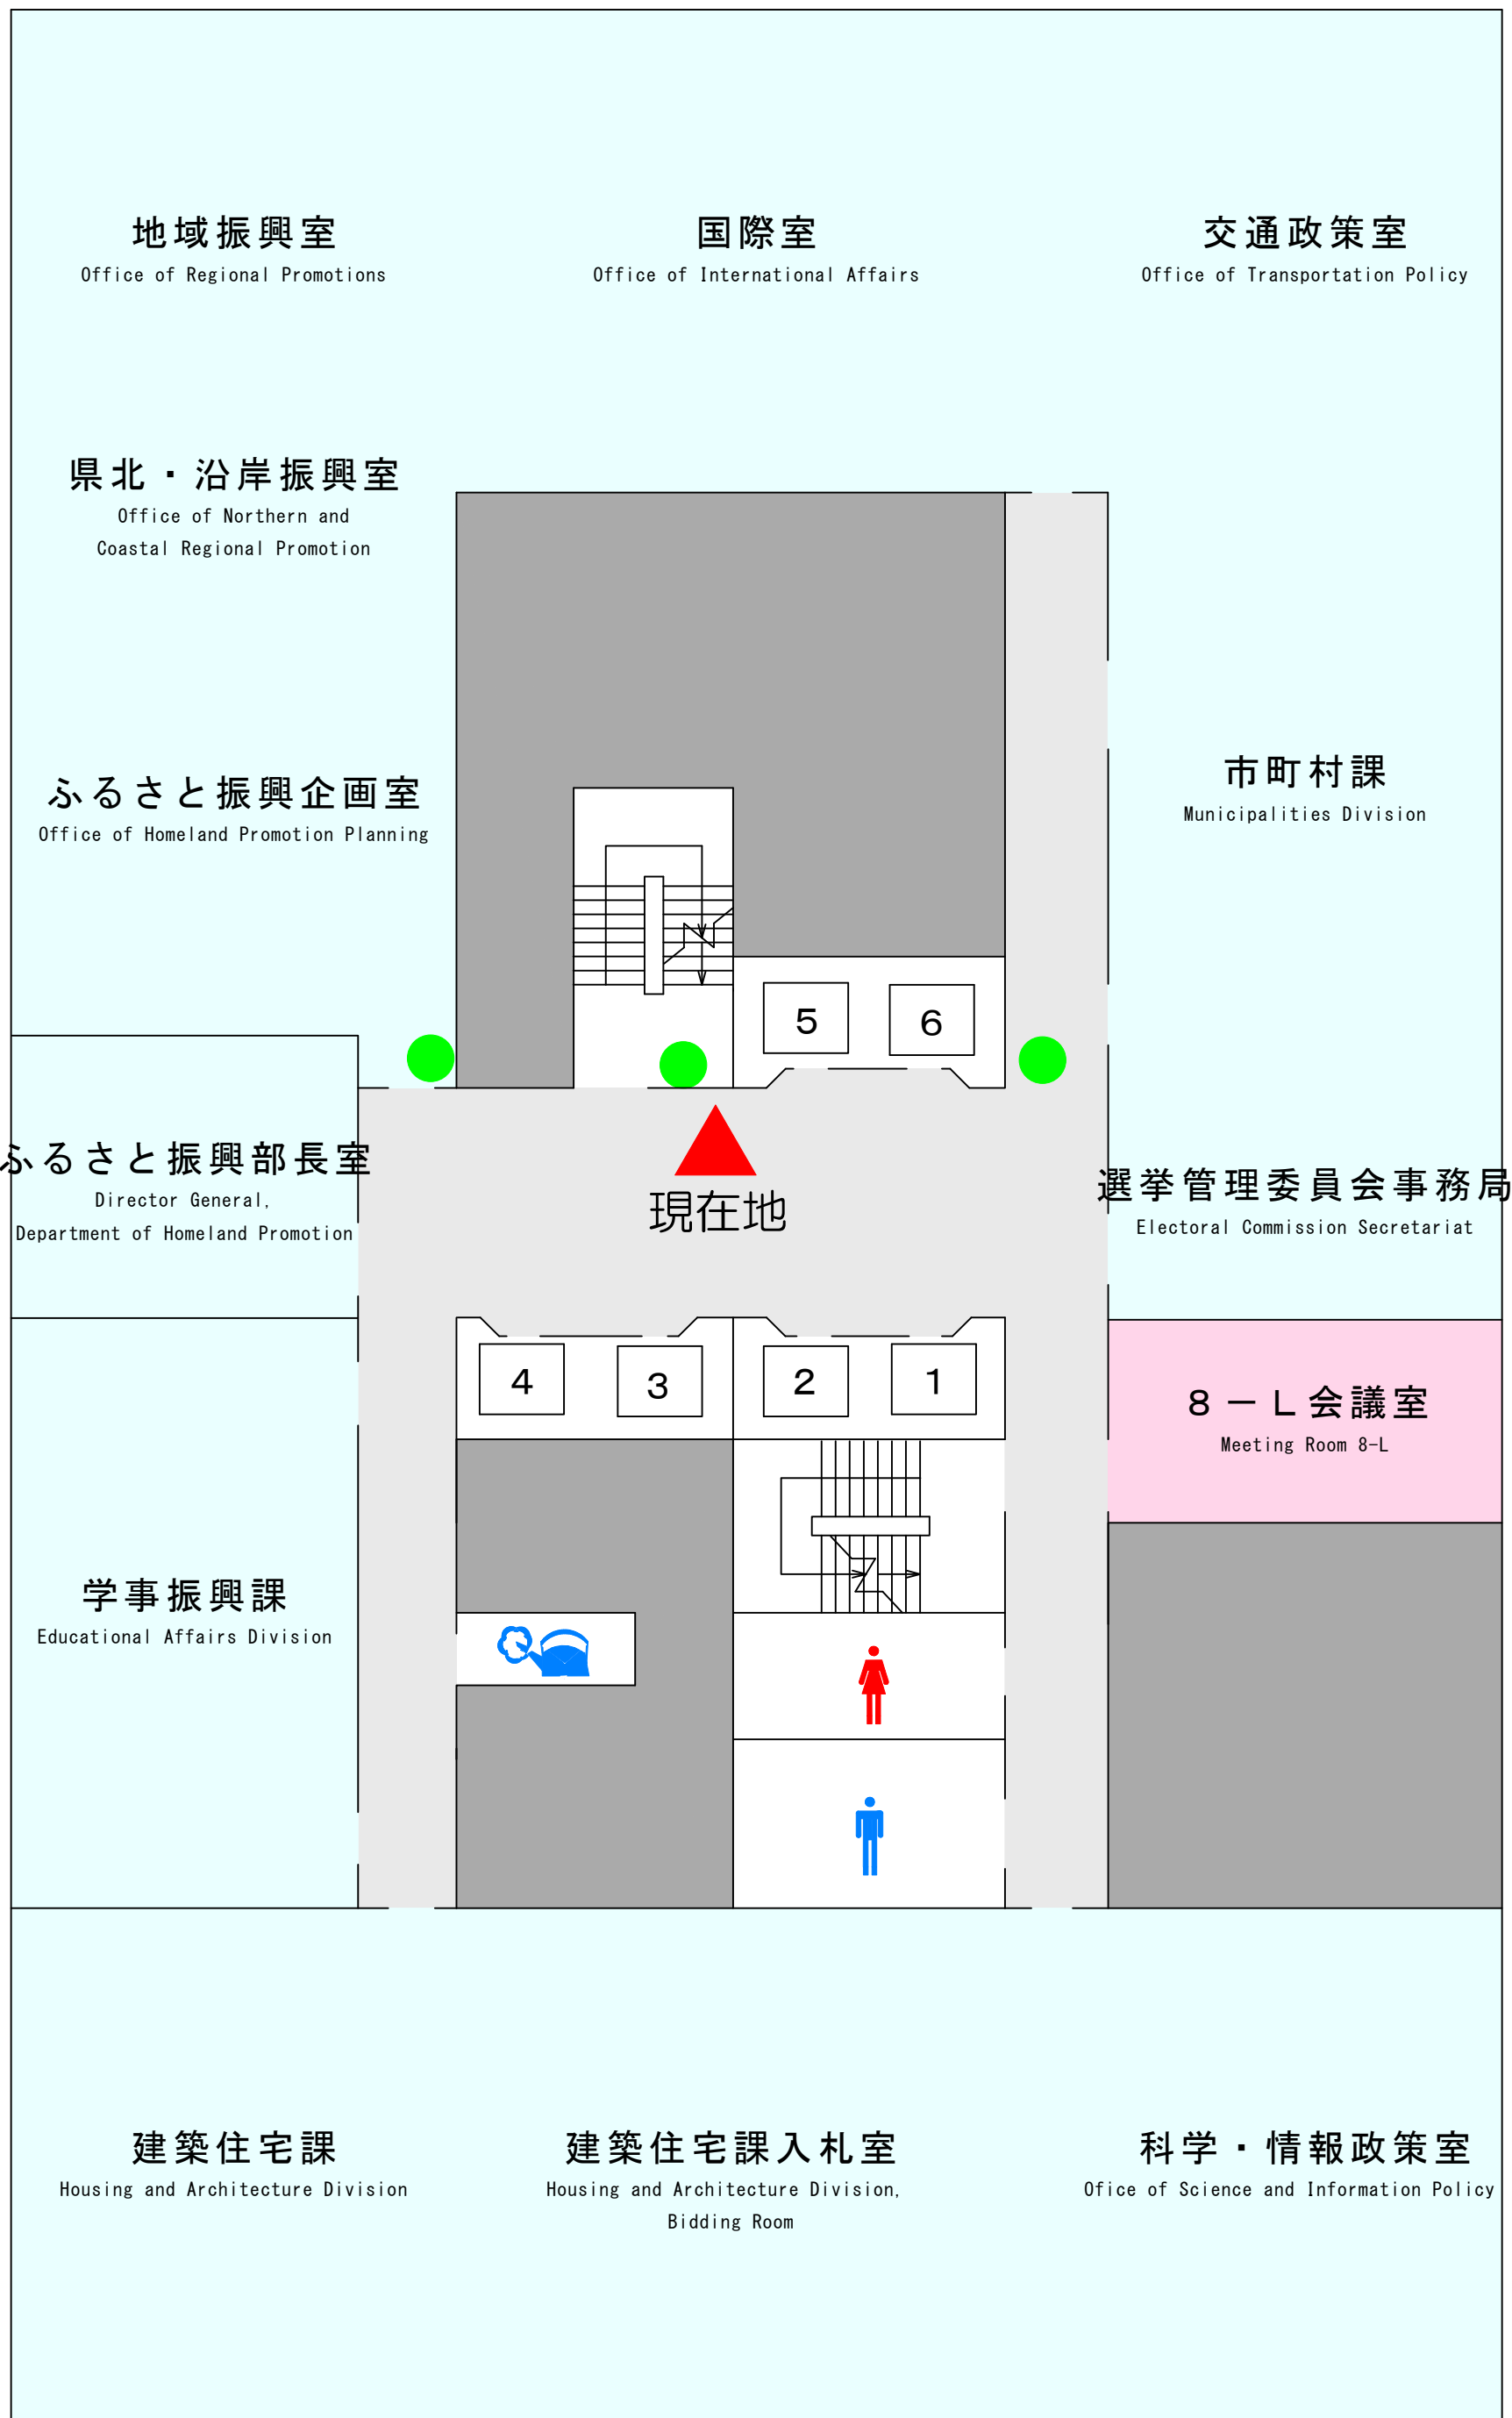 地域振興室
Office of Regional Promotions
国際室
Office of International Affairs
交通政策室
Office of Transportation Policy
県北・沿岸振興室
Office of Northern and
Coastal Regional Promotion
ふるさと振興企画室
Office of Homeland Promotion Planning
市町村課
Municipalities Division
5
6
ふるさと振興部長室
Director General,
Department of Homeland Promotion
現在地
選挙管理委員会事務局
Electoral Commission Secretariat
4
3
2
1
8－L会議室
Meeting Room 8-L
学事振興課
Educational Affairs Division
建築住宅課
Housing and Architecture Division
建築住宅課入札室
Housing and Architecture Division,
Bidding Room
科学・情報政策室
Ofice of Science and Information Policy